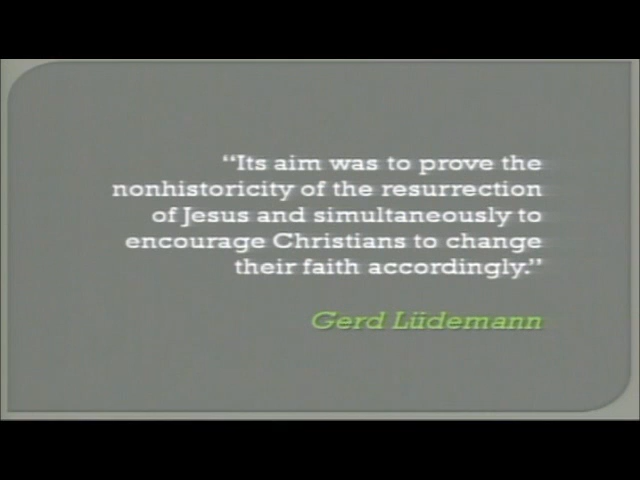 “Its aim was to prove the
nonhistoricity of the resurrection
of Jesus and simultaneously to
encourage Christians to change
their faith accordingly.”
Gerd Lüdemann